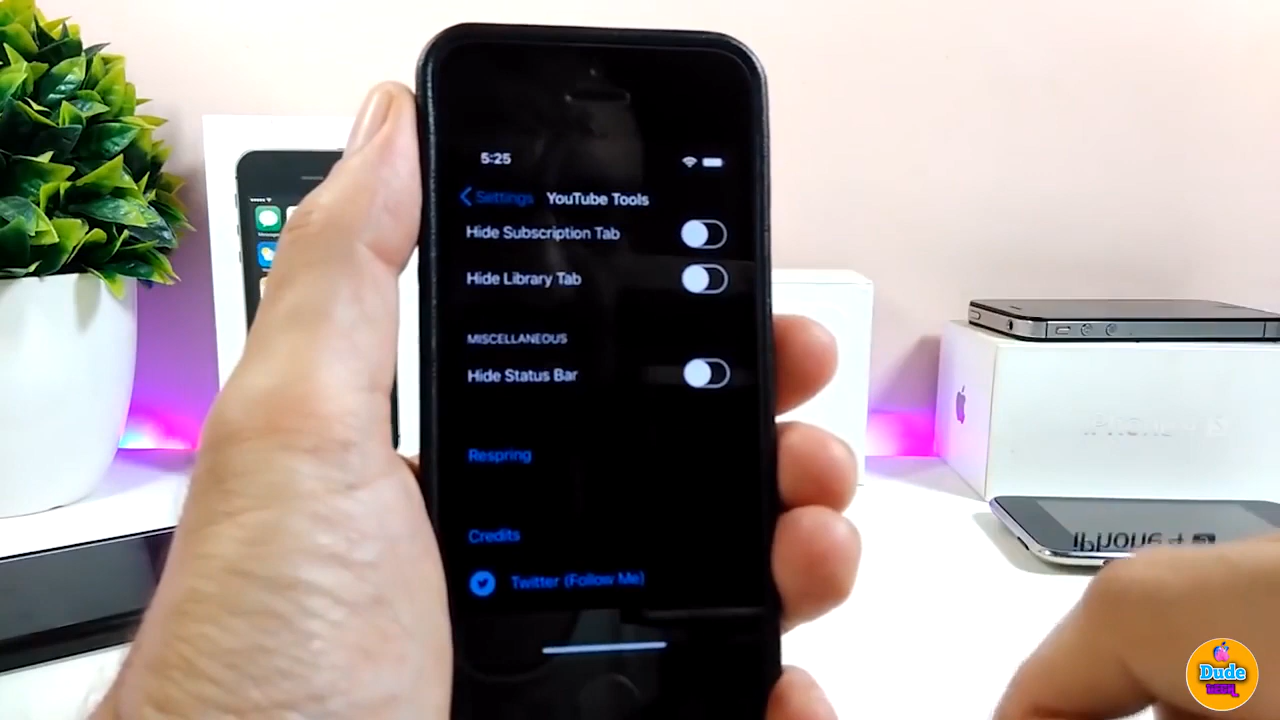 5:25
Settings YouTube Tools
Hide Subscription Tab
Hide Library Tab
MISCELLANEOUS
Hide Status Bar
Respring
Credits
Twitter (Follow Me)
iPhone 4
Dude